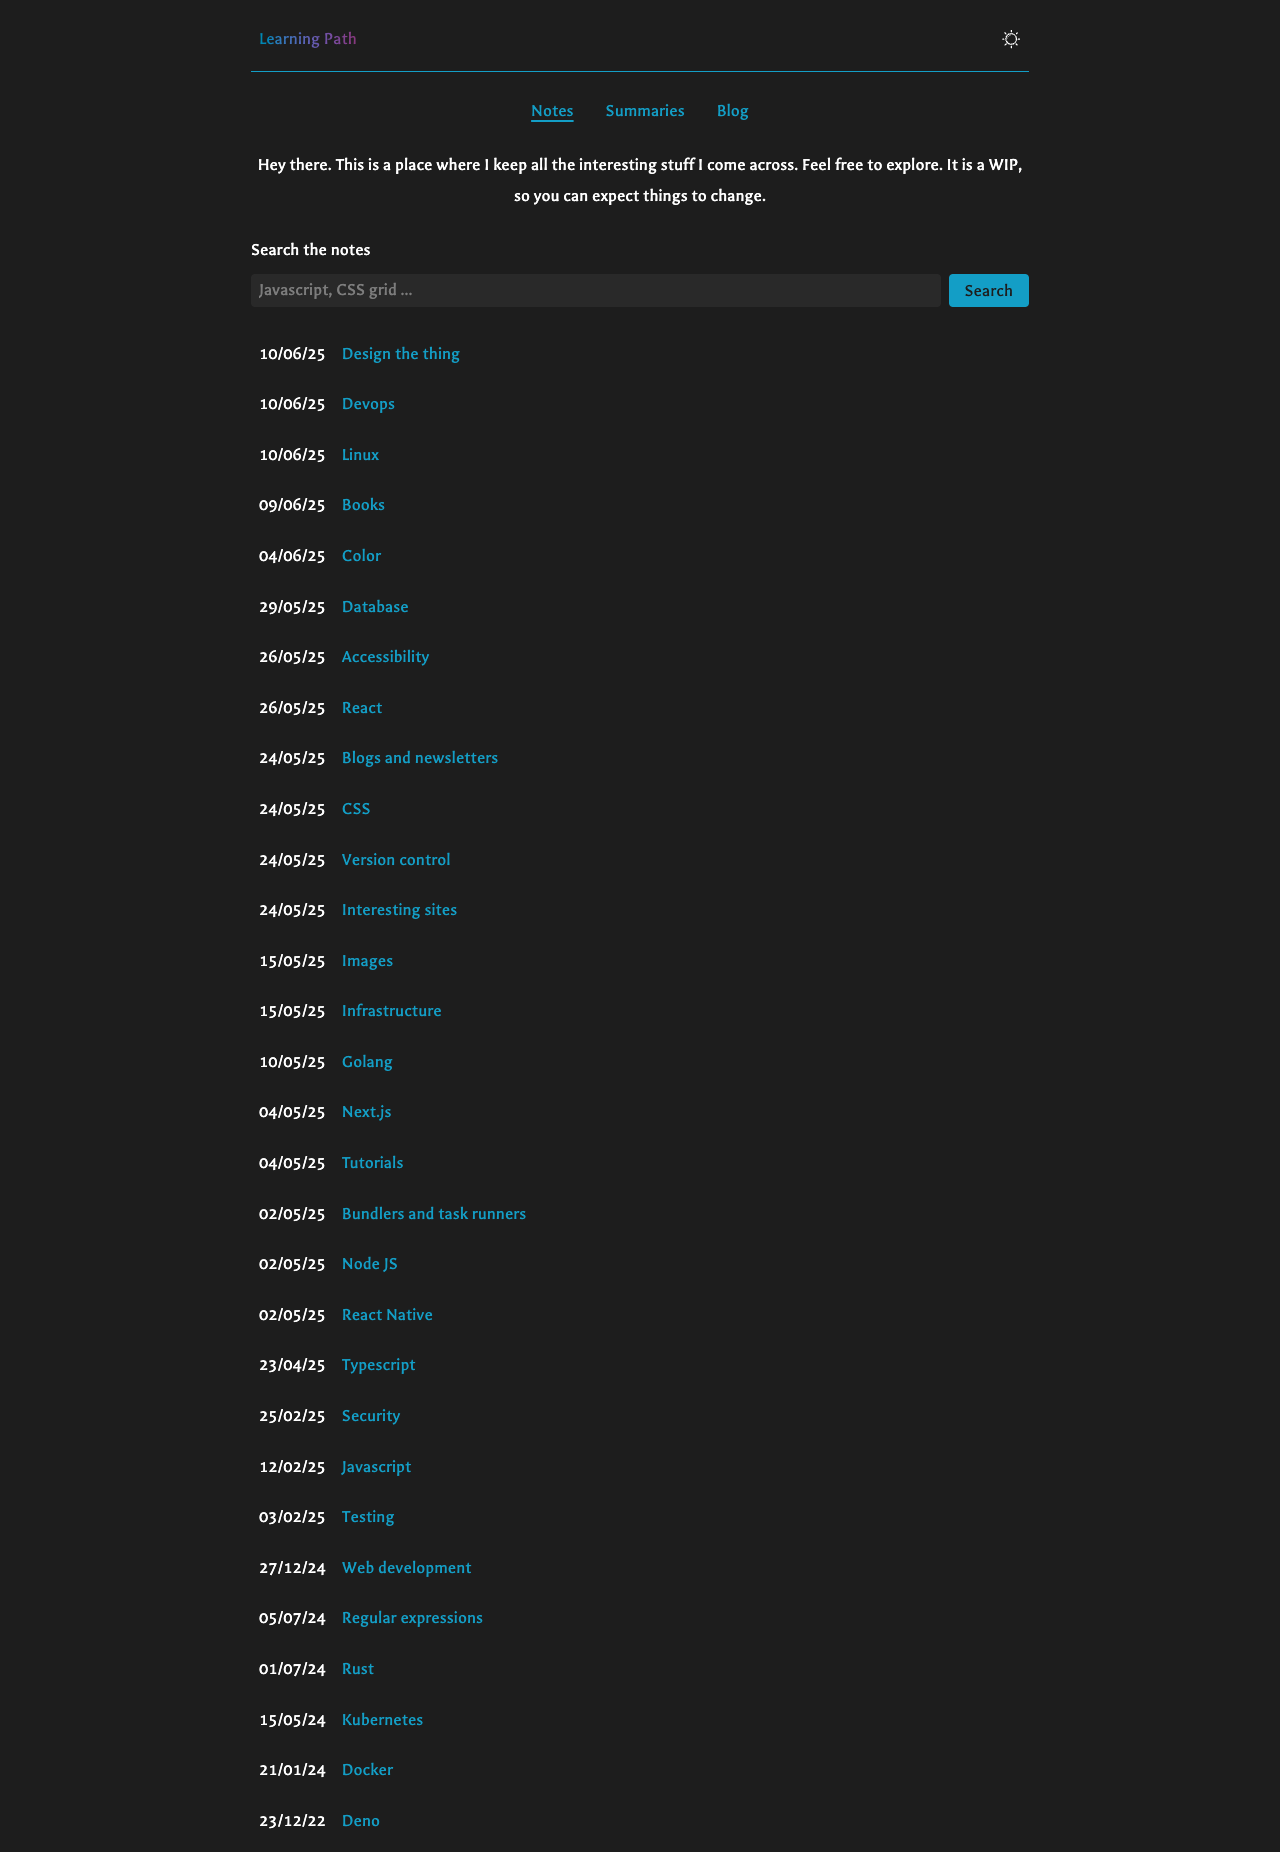 Learning Path
Notes Summaries Blog
Hey there. This is a place where I keep all the interesting stuff I come across. Feel free to explore. It is a WIP,
so you can expect things to change.
Search the notes
Javascript, CSS grid ... Search
10/06/25 Design the thing
10/06/25 Devops
10/06/25 Linux
09/06/25 Books
04/06/25 Color
29/05/25 Database
26/05/25 Accessibility
26/05/25 React
24/05/25 Blogs and newsletters
24/05/25 CSS
24/05/25 Version control
24/05/25 Interesting sites
15/05/25 Images
15/05/25 Infrastructure
10/05/25 Golang
04/05/25 Next.js
04/05/25 Tutorials
02/05/25 Bundlers and task runners
02/05/25 Node JS
02/05/25 React Native
23/04/25 Typescript
25/02/25 Security
12/02/25 Javascript
03/02/25 Testing
27/12/24 Web development
05/07/24 Regular expressions
01/07/24 Rust
15/05/24 Kubernetes
21/01/24 Docker
23/12/22 Deno